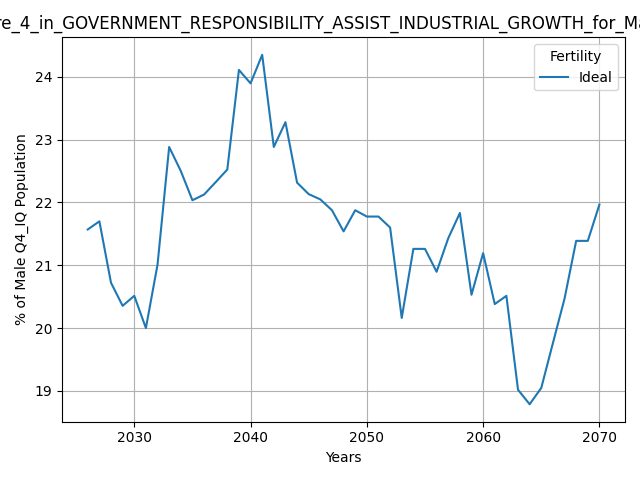 re_4_in_GOVERNMENT_RESPONSIBILITY_ASSIST_INDUSTRIAL_GROWTH_for_Ma
Fertility
Ideal
24
23
22
21
20
19
% of Male Q4_IQ Population
2030 2040 2050 2060 2070
Years